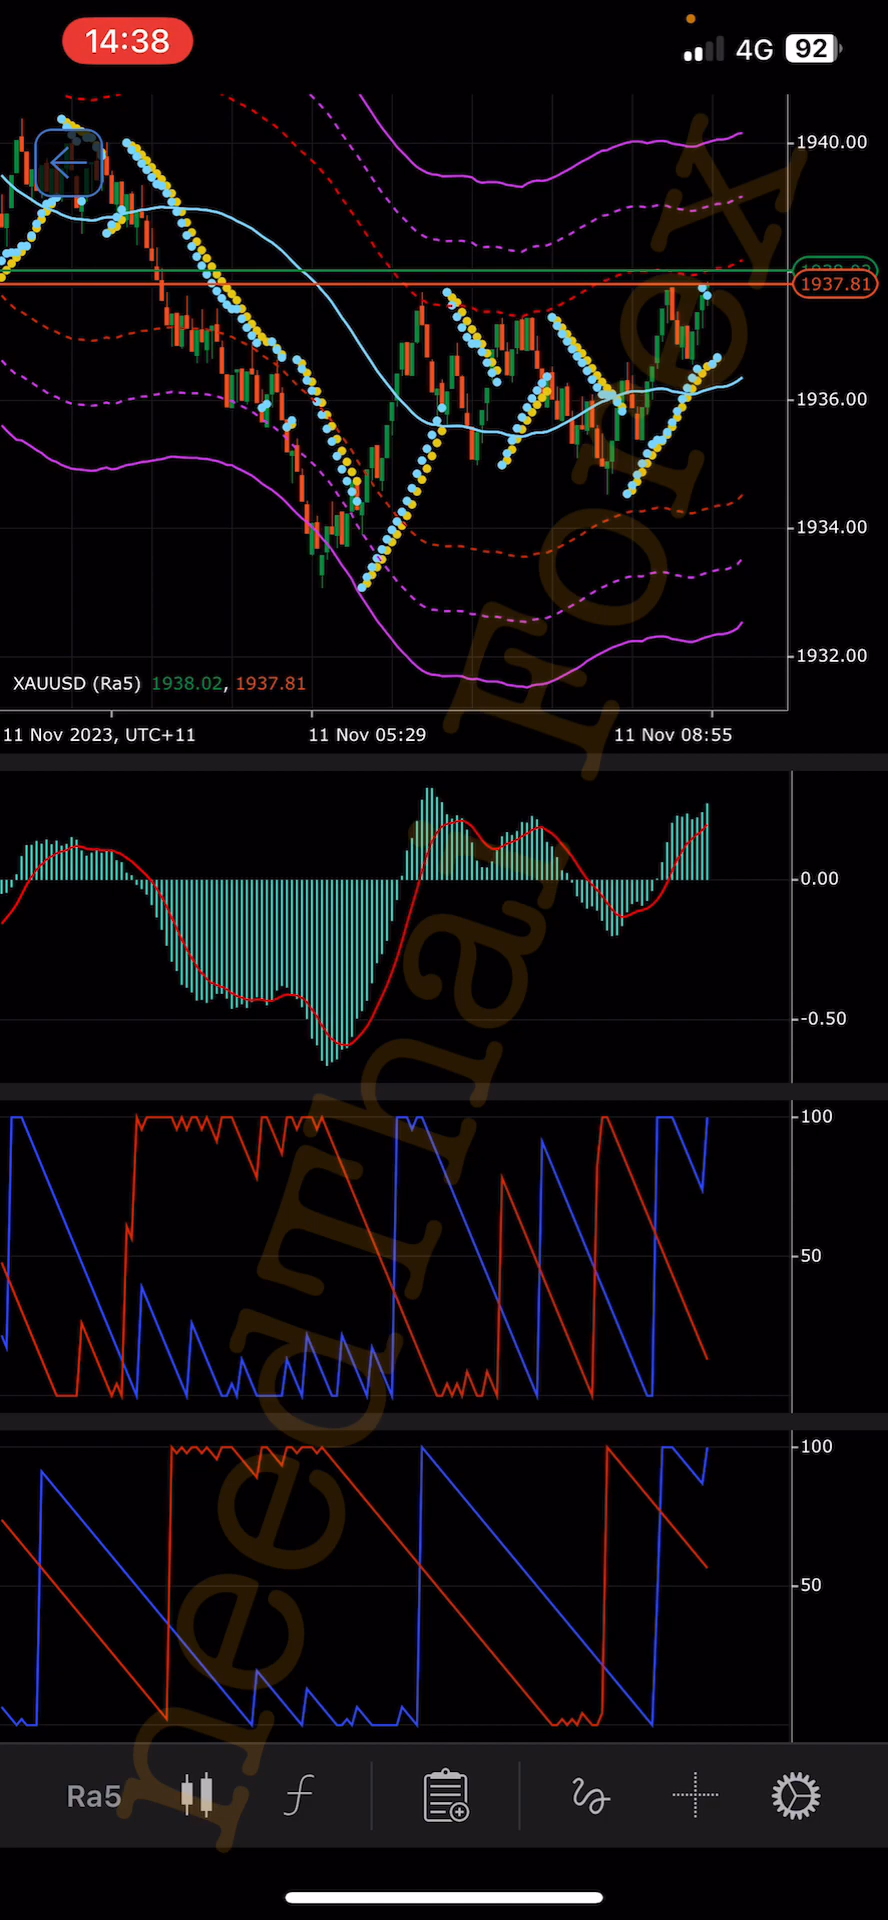 14:38
4G 92
1940.00
1937.81
1936.00
1934.00
1932.00
XAUUSD (Ra5) 1938.02, 1937.81
11 Nov 2023, UTC+11 11 Nov 05:29 11 Nov 08:55
0.00
-0.50
100
50
100
50
needThat Forex
Ra5